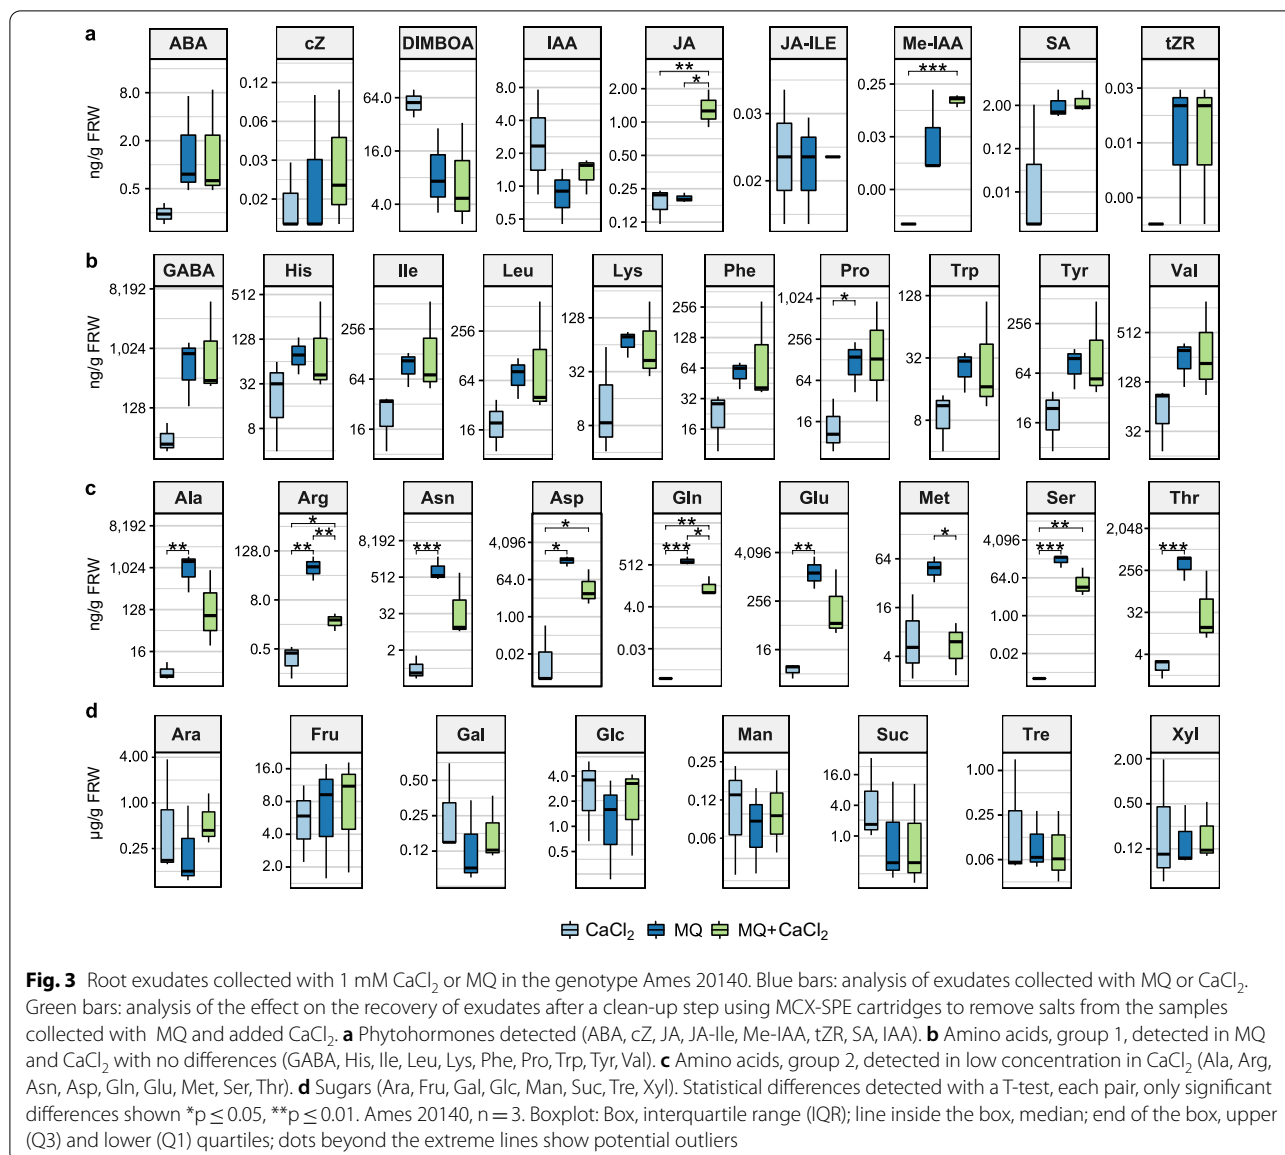 a
ABA cZ DIMBOA IAA JA JA-ILE Me-IAA SA tZR
ng/g FRW
8.0 2.0 0.5
0.12 0.06 0.03 0.02
64.0 16.0 4.0
8.0 4.0 2.0 1.0 0.5
2.00 1.00 0.50 0.25 0.12
** *
0.03 0.02
0.25 0.03 0.00
***
2.00 0.12 0.01
0.03 0.01 0.00
b
GABA His Ile Leu Lys Phe Pro Trp Tyr Val
ng/g FRW
8,192 1,024 128
512 128 32 8
256 64 16
256 64 16
128 32 8
256 128 64 32 16
1,024 256 64 16
*
128 32 8
256 64 16
512 128 32
c
Ala Arg Asn Asp Gln Glu Met Ser Thr
ng/g FRW
8,192 1,024 128 16
**
128.0 8.0 0.5
* ** **
8,192 512 32 2
***
4,096 64.00 1.00 0.02
* *
512 4.00 0.03
** * ***
4,096 256 16
**
64 16 4
*
4,096 64.0 1.00 0.02
** ***
2,048 256 32 4
***
d
Ara Fru Gal Glc Man Suc Tre Xyl
µg/g FRW
4.00 1.00 0.25
16.0 8.0 4.0 2.0
0.50 0.12
4.0 2.0 1.0 0.5
0.25 0.12 0.06
16.0 4.0 1.0
1.00 0.06
2.00 0.50 0.12
CaCl₂ MQ MQ+CaCl₂
Fig. 3 Root exudates collected with 1 mM CaCl₂ or MQ in the genotype Ames 20140. Blue bars: analysis of exudates collected with MQ or CaCl₂.
Green bars: analysis of the effect on the recovery of exudates after a clean-up step using MCX-SPE cartridges to remove salts from the samples
collected with MQ and added CaCl₂. a Phytohormones detected (ABA, cZ, JA, JA-Ile, Me-IAA, tZR, SA, IAA). b Amino acids, group 1, detected in MQ
and CaCl₂ with no differences (GABA, His, Ile, Leu, Lys, Phe, Pro, Trp, Tyr, Val). c Amino acids, group 2, detected in low concentration in CaCl₂ (Ala, Arg,
Asn, Asp, Gln, Glu, Met, Ser, Thr). d Sugars (Ara, Fru, Gal, Glc, Man, Suc, Tre, Xyl). Statistical differences detected with a T-test, each pair, only significant
differences shown *p ≤ 0.05, **p ≤ 0.01. Ames 20140, n = 3. Boxplot: Box, interquartile range (IQR); line inside the box, median; end of the box, upper
(Q3) and lower (Q1) quartiles; dots beyond the extreme lines show potential outliers